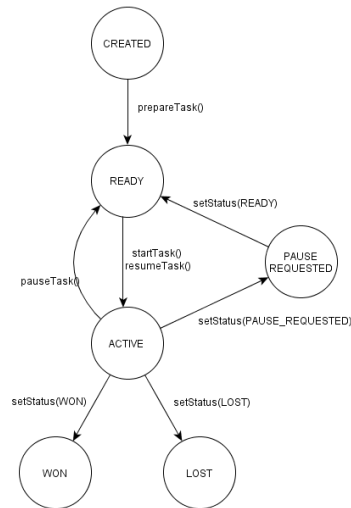 CREATED
prepareTask()
READY
setStatus(READY)
startTask()
resumeTask()
PAUSE
REQUESTED
pauseTask()
setStatus(PAUSE_REQUESTED)
ACTIVE
setStatus(WON)
setStatus(LOST)
WON
LOST